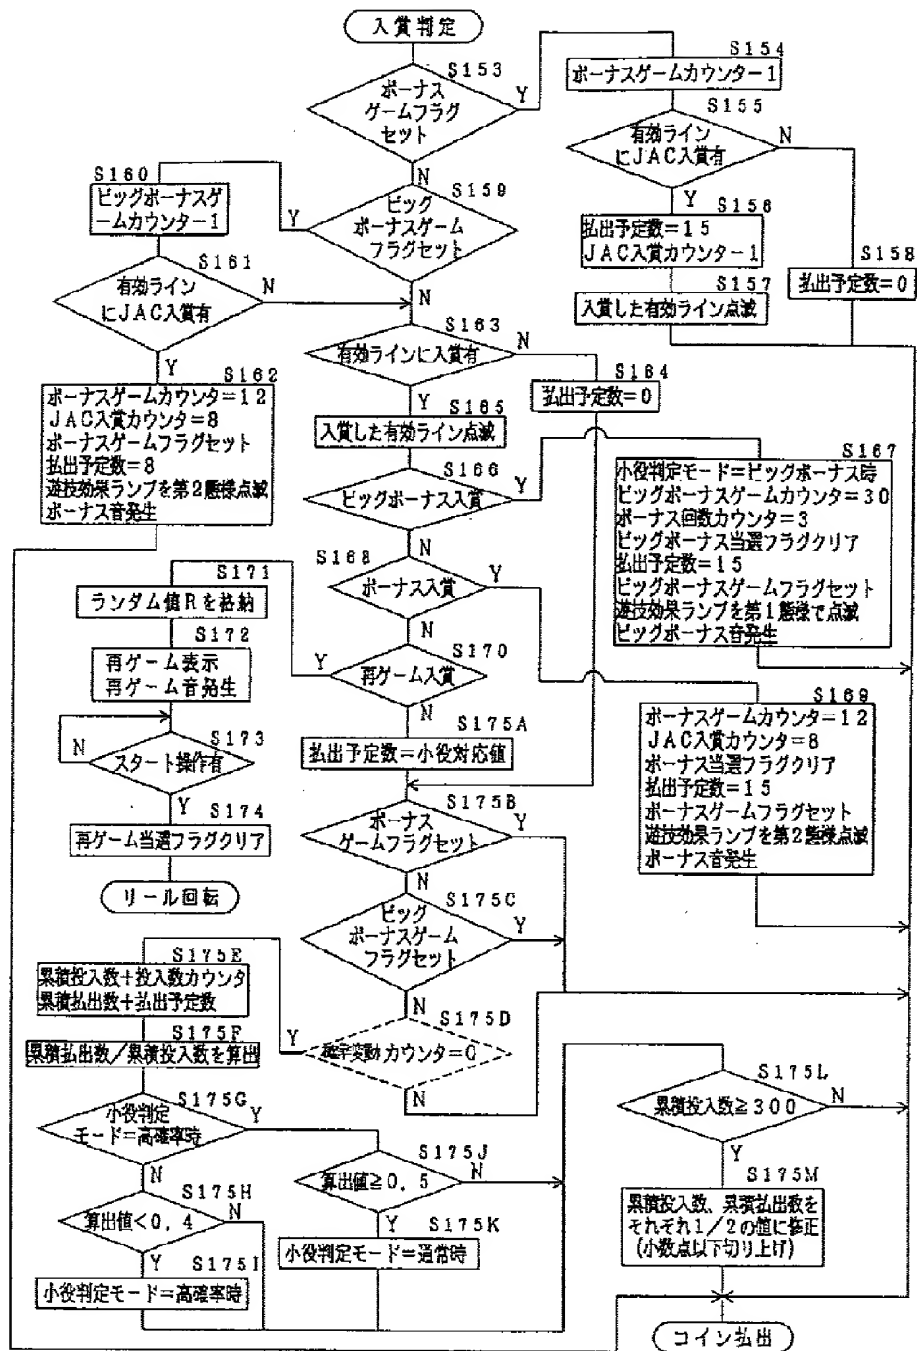 入賞判定
S153
ボーナス
ゲームフラグ
セット
Y
N
S154
ボーナスゲームカウンター1
S155
有効ライン
にJAC入賞有
N
Y
S156
払出予定数=15
JAC入賞カウンター1
S157
入賞した有効ライン点滅
S158
払出予定数=0
S159
ビッグ
ボーナスゲーム
フラグセット
Y
N
S160
ビッグボーナスゲ
ームカウンター1
S161
有効ライン
にJAC入賞有
N
Y
S162
ボーナスゲームカウンタ=12
JAC入賞カウンタ=8
ボーナスゲームフラグセット
払出予定数=8
遊技効果ランプを第2態様点滅
ボーナス音発生
S163
有効ラインに入賞有
N
Y
S164
払出予定数=0
S165
入賞した有効ライン点滅
S166
ビッグボーナス入賞
Y
N
S167
小役判定モード=ビッグボーナス時
ビッグボーナスゲームカウンタ=30
ボーナス回数カウンタ=3
ビッグボーナス当選フラグクリア
払出予定数=15
ビッグボーナスゲームフラグセット
遊技効果ランプを第1態様で点滅
ビッグボーナス音発生
S168
ボーナス入賞
Y
N
S169
ボーナスゲームカウンタ=12
JAC入賞カウンタ=8
ボーナス当選フラグクリア
払出予定数=15
ボーナスゲームフラグセット
遊技効果ランプを第2態様点滅
ボーナス音発生
S170
再ゲーム入賞
Y
N
S171
ランダム値Rを格納
S172
再ゲーム表示
再ゲーム音発生
S173
スタート操作有
N
Y
S174
再ゲーム当選フラグクリア
リール回転
S175A
払出予定数=小役対応値
S175B
ボーナス
ゲームフラグセット
Y
N
S175C
ビッグ
ボーナスゲーム
フラグセット
Y
N
S175D
確率変動カウンタ=0
Y
N
S175E
累積投入数+投入数カウンタ
累積払出数+払出予定数
S175F
累積払出数/累積投入数を算出
S175G
小役判定
モード=高確率時
Y
N
S175H
算出値<0.4
N
Y
S175I
小役判定モード=高確率時
S175J
算出値≧0.5
N
Y
S175K
小役判定モード=通常時
S175L
累積投入数≧300
N
Y
S175M
累積投入数、累積払出数を
それぞれ1/2の値に修正
(小数点以下切り上げ)
コイン払出